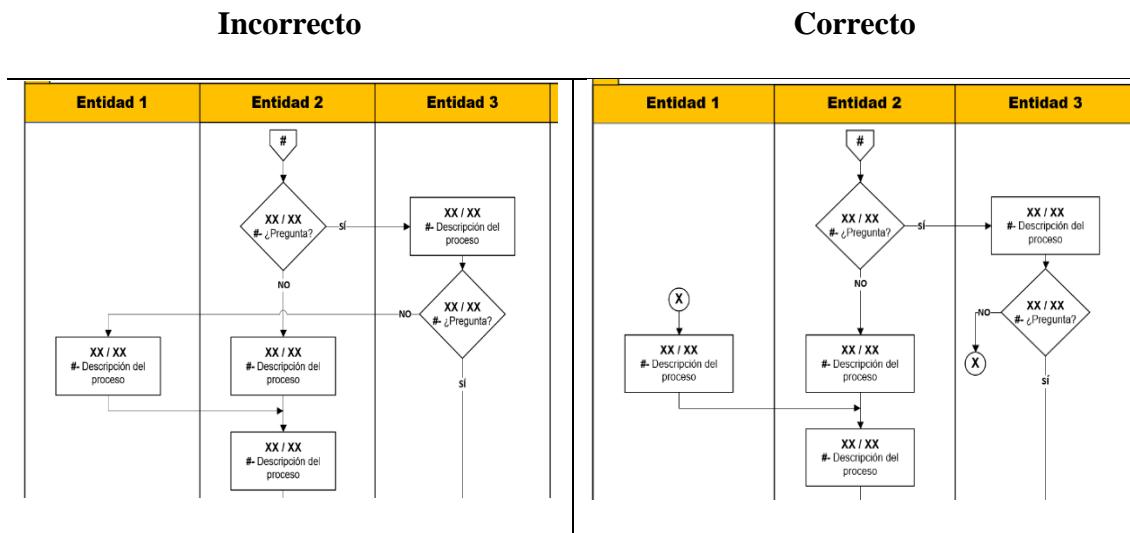 Incorrecto
Correcto
Entidad 1
Entidad 2
Entidad 3
#
XX / XX
#- ¿Pregunta?
SÍ
XX / XX
#- Descripción del
proceso
NO
XX / XX
#- ¿Pregunta?
NO
XX / XX
#- Descripción del
proceso
XX / XX
#- Descripción del
proceso
SÍ
XX / XX
#- Descripción del
proceso
Entidad 1
Entidad 2
Entidad 3
#
XX / XX
#- ¿Pregunta?
SÍ
XX / XX
#- Descripción del
proceso
NO
X
XX / XX
#- ¿Pregunta?
NO
XX / XX
#- Descripción del
proceso
XX / XX
#- Descripción del
proceso
X
SÍ
XX / XX
#- Descripción del
proceso